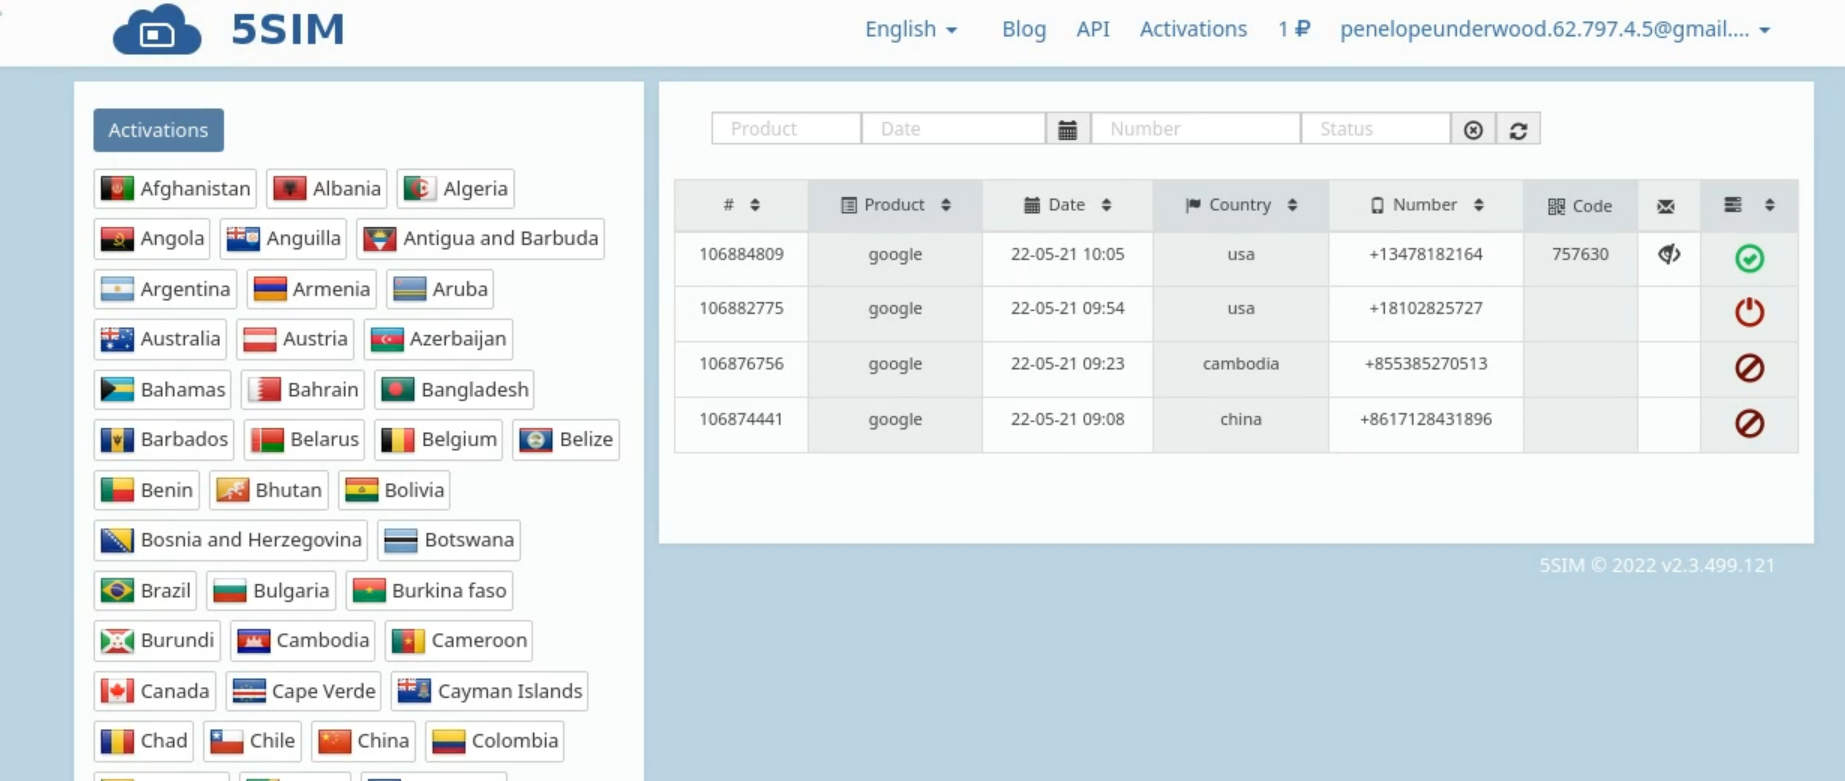 5SIM
English Blog API Activations 1 ₽ penelopeunderwood.62.797.4.5@gmail....
Activations
Afghanistan Albania Algeria
Angola Anguilla Antigua and Barbuda
Argentina Armenia Aruba
Australia Austria Azerbaijan
Bahamas Bahrain Bangladesh
Barbados Belarus Belgium Belize
Benin Bhutan Bolivia
Bosnia and Herzegovina Botswana
Brazil Bulgaria Burkina faso
Burundi Cambodia Cameroon
Canada Cape Verde Cayman Islands
Chad Chile China Colombia
Product Date Number Status
# Product Date Country Number Code
106884809 google 22-05-21 10:05 usa +13478182164 757630
106882775 google 22-05-21 09:54 usa +18102825727
106876756 google 22-05-21 09:23 cambodia +855385270513
106874441 google 22-05-21 09:08 china +8617128431896
5SIM © 2022 v2.3.499.121